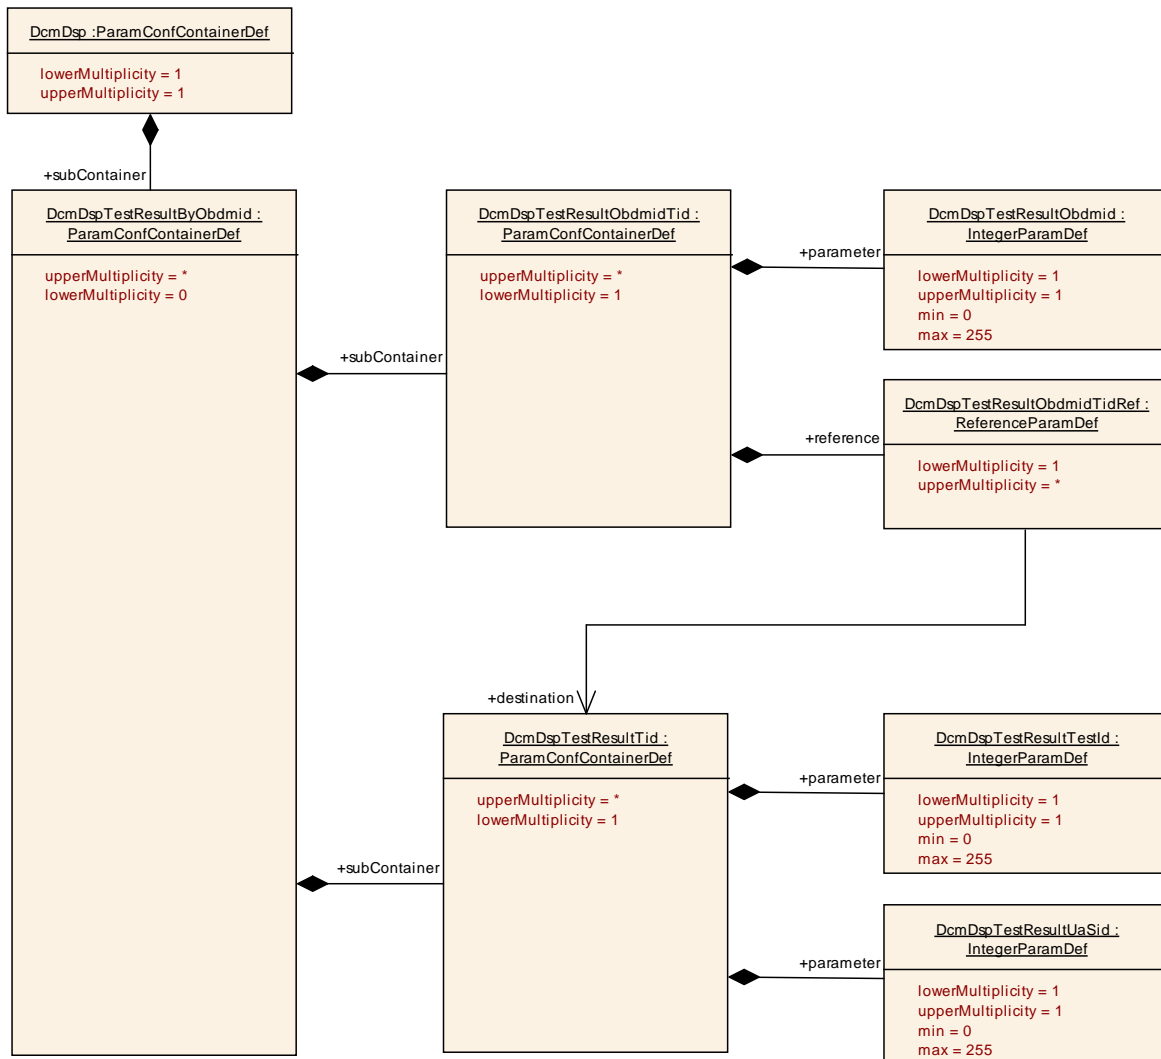 DcmDsp :ParamConfContainerDef
lowerMultiplicity = 1
upperMultiplicity = 1
+subContainer
DcmDspTestResultByObdmid :
ParamConfContainerDef
upperMultiplicity = *
lowerMultiplicity = 0
+subContainer
DcmDspTestResultObdmidTid :
ParamConfContainerDef
upperMultiplicity = *
lowerMultiplicity = 1
+parameter
DcmDspTestResultObdmid :
IntegerParamDef
lowerMultiplicity = 1
upperMultiplicity = 1
min = 0
max = 255
+reference
DcmDspTestResultObdmidTidRef :
ReferenceParamDef
lowerMultiplicity = 1
upperMultiplicity = *
+destination
+subContainer
DcmDspTestResultTid :
ParamConfContainerDef
upperMultiplicity = *
lowerMultiplicity = 1
+parameter
DcmDspTestResultTestId :
IntegerParamDef
lowerMultiplicity = 1
upperMultiplicity = 1
min = 0
max = 255
+parameter
DcmDspTestResultUaSid :
IntegerParamDef
lowerMultiplicity = 1
upperMultiplicity = 1
min = 0
max = 255